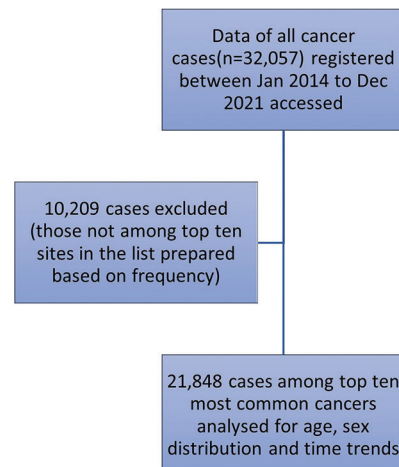 Data of all cancer
cases(n=32,057) registered
between Jan 2014 to Dec
2021 accessed
10,209 cases excluded
(those not among top ten
sites in the list prepared
based on frequency)
21,848 cases among top ten
most common cancers
analysed for age, sex
distribution and time trends